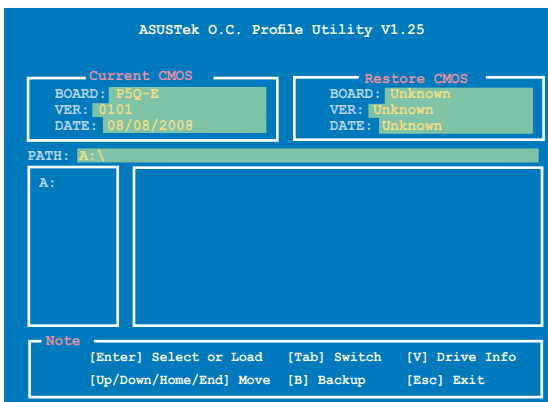 ASUSTek O.C. Profile Utility V1.25
Current CMOS
BOARD: P5Q-E
VER: 0101
DATE: 08/08/2008
Restore CMOS
BOARD: Unknown
VER: Unknown
DATE: Unknown
PATH: A:\
A:
Note
[Enter] Select or Load [Tab] Switch [V] Drive Info
[Up/Down/Home/End] Move [B] Backup [Esc] Exit